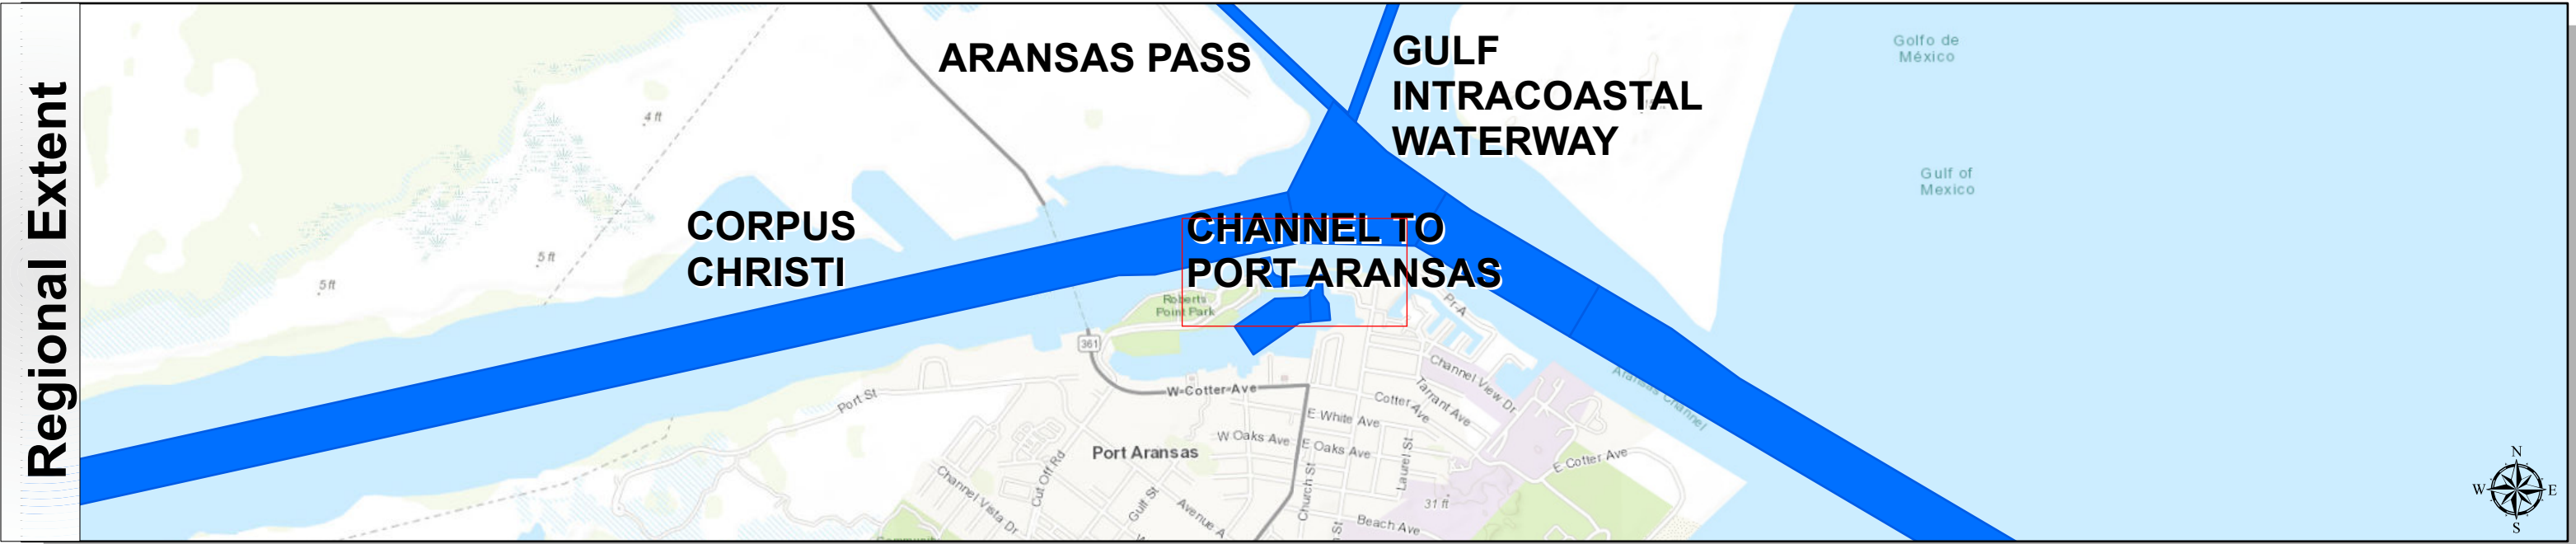 Regional Extent
ARANSAS PASS
GULF
INTRACOASTAL
WATERWAY
Golfo de
México
Gulf of
Mexico
4 ft
5 ft
5 ft
CORPUS
CHRISTI
CHANNEL TO
PORT ARANSAS
Roberts
Point Park
361
Pr-A
Port St
W Cotter Ave
Channel View Dr
Tarrant Ave
Cotter Ave
E White Ave
W Oaks Ave
E Oaks Ave
Port Aransas
Laurel St
Church St
Cut Off Rd
Channel Vista Dr
Gulf St
Avenue A
St
31 ft
Beach Ave
E Cotter Ave
Aransas Channel
N
W
E
S